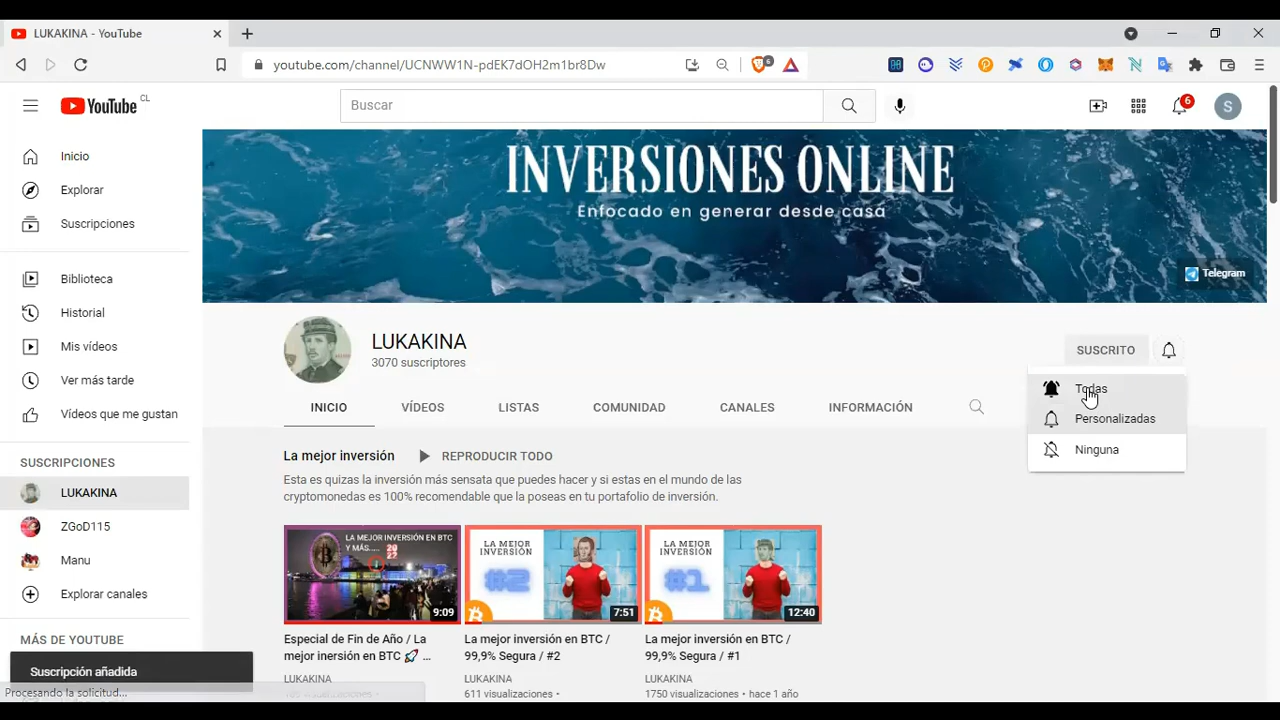 LUKAKINA - YouTube
youtube.com/channel/UCNWW1N-pdEK7dOH2m1br8Dw
6
YouTube CL
Buscar
6
S
Inicio
Explorar
Suscripciones
Biblioteca
Historial
Mis vídeos
Ver más tarde
Vídeos que me gustan
SUSCRIPCIONES
LUKAKINA
ZGoD115
Manu
Explorar canales
MÁS DE YOUTUBE
Suscripción añadida
Procesando la solicitud...
INVERSIONES ONLINE
Enfocado en generar desde casa
Telegram
LUKAKINA
3070 suscriptores
SUSCRITO
Todas
Personalizadas
Ninguna
INICIO
VÍDEOS
LISTAS
COMUNIDAD
CANALES
INFORMACIÓN
La mejor inversión
REPRODUCIR TODO
Esta es quizas la inversión más sensata que puedes hacer y si estas en el mundo de las
criptomonedas es 100% recomendable que la poseas en tu portafolio de inversión.
LA MEJOR INVERSIÓN EN BTC
Y MÁS.....
9:09
Especial de Fin de Año / La
mejor inersión en BTC 🚀 ...
LUKAKINA
LA MEJOR
INVERSIÓN
#2
7:51
La mejor inversión en BTC /
99,9% Segura / #2
LUKAKINA
611 visualizaciones •
LA MEJOR
INVERSIÓN
#1
12:40
La mejor inversión en BTC /
99,9% Segura / #1
LUKAKINA
1750 visualizaciones • hace 1 año